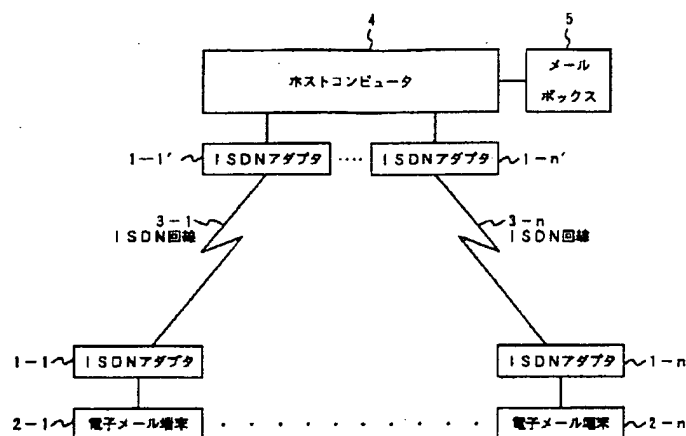 4
5
ホストコンピュータ
メール
ボックス
1-1′
ISDNアダプタ
‥‥
ISDNアダプタ
1-n′
3-1
ISDN回線
3-n
ISDN回線
1-1
ISDNアダプタ
ISDNアダプタ
1-n
2-1
電子メール端末
電子メール端末
2-n